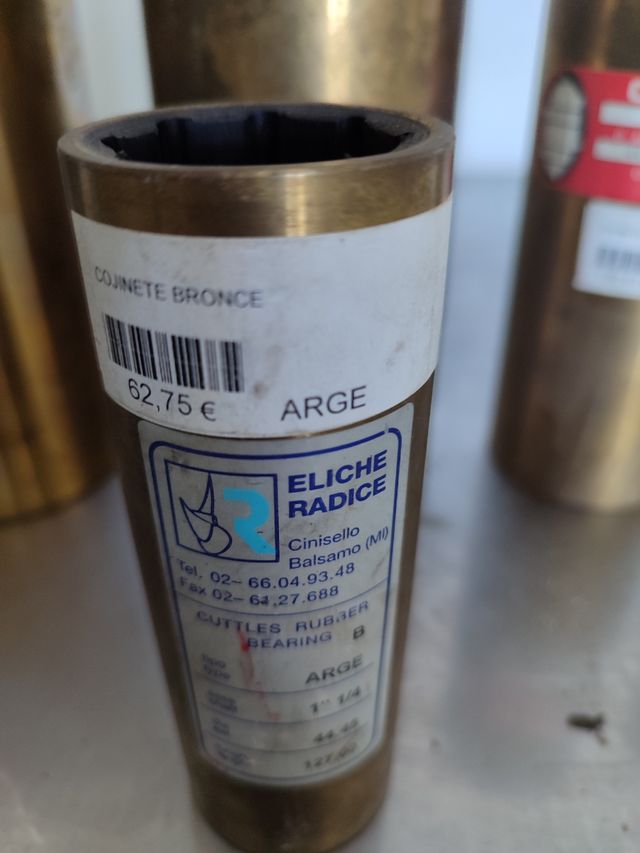 COJINETE BRONCE
62,75 €
ARGE
ELICHE
RADICE
Cinisello
Balsamo (MI)
Tel. 02- 66.04.93.48
Fax 02- 61.27.688
CUTTLES RUBBER
BEARING B
ARGE
1" 1/4
44.45
127.00